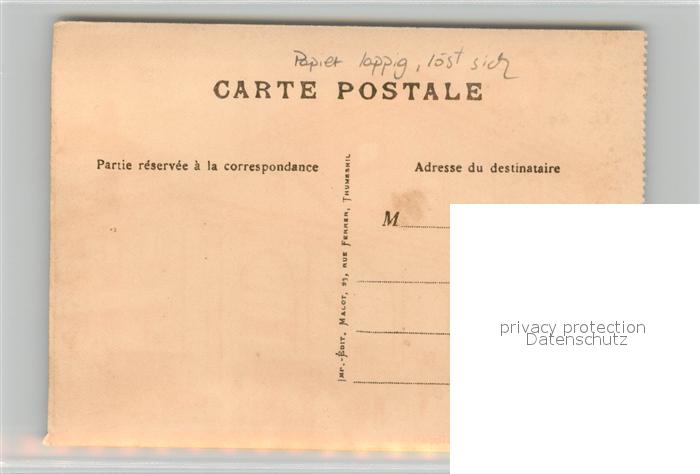 Papier lappig, löst sich
CARTE POSTALE
Partie réservée à la correspondance
Adresse du destinataire
IMP.-ÉDIT. MALOT, 23, RUE FERRER, THUMESNIL
M
privacy protection
Datenschutz